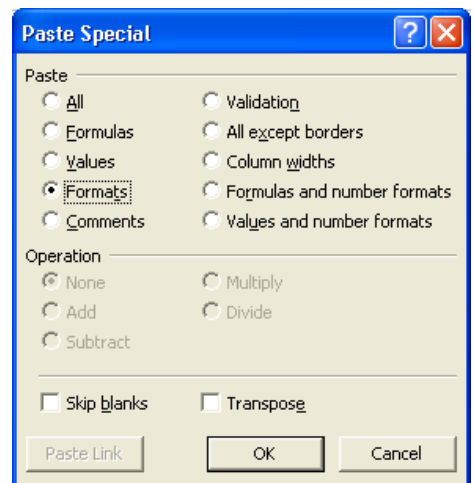 Paste Special
Paste
All
Validation
Formulas
All except borders
Values
Column widths
Formats
Formulas and number formats
Comments
Values and number formats
Operation
None
Multiply
Add
Divide
Subtract
Skip blanks
Transpose
Paste Link
OK
Cancel